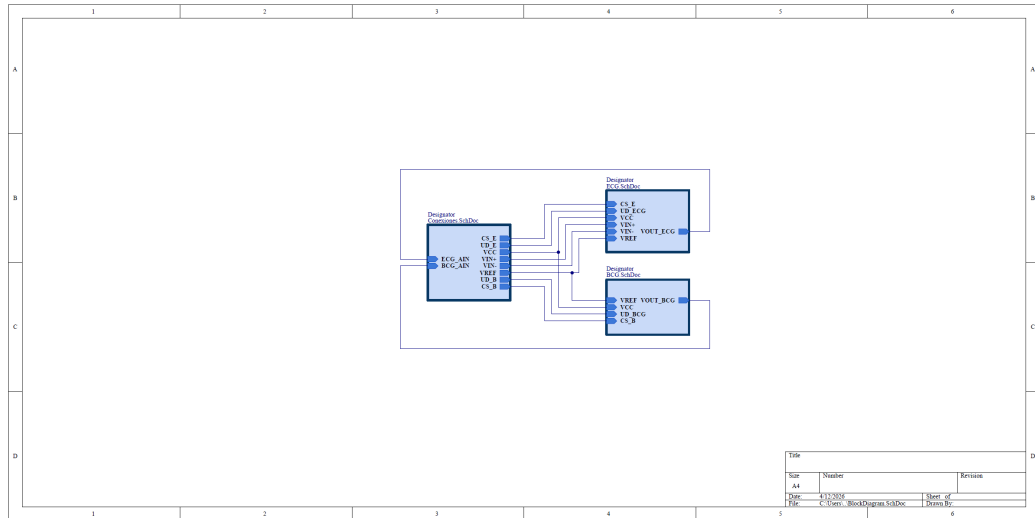 1 2 3 4 5 6
A A
Designator
ECG.SchDoc
B B
CS_E
UD_ECG
VCC
VIN+
VIN- VOUT_ECG
VREF
Designator
Conexiones.SchDoc
CS_E
UD_E
VCC
ECG_AIN VIN+
BCG_AIN VIN-
VREF
UD_B
CS_B
Designator
BCG.SchDoc
VREF VOUT_BCG
VCC
UD_BCG
CS_B
C C
D D
Title
Size Number Revision
A4
Date: 4/12/2026 Sheet of
File: C:\Users\..\BlockDiagram.SchDoc Drawn By:
1 2 3 4 5 6